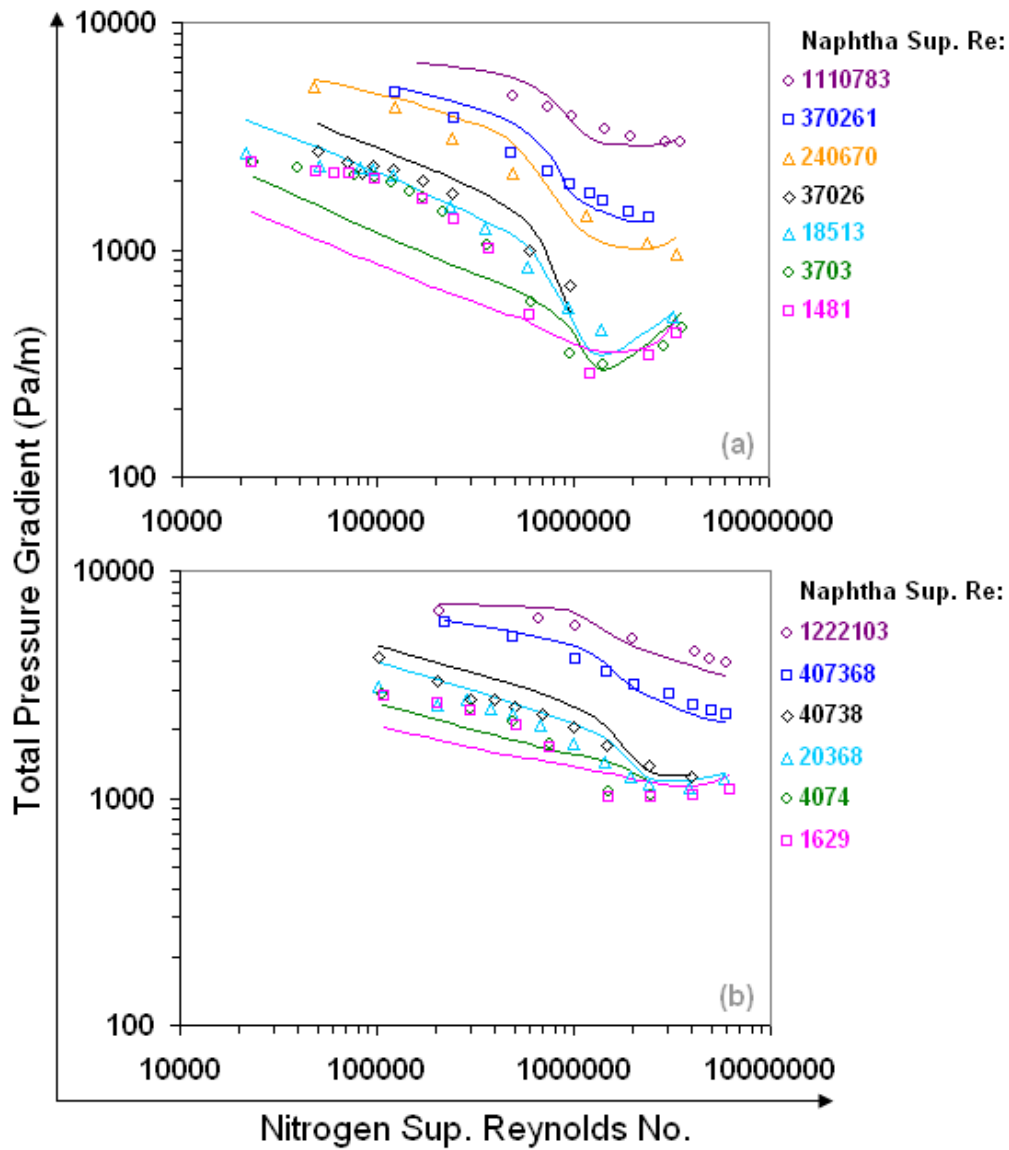 Total Pressure Gradient (Pa/m)
10000
1000
100
10000 100000 1000000 10000000
(a)
Naphtha Sup. Re:
1110783
370261
240670
37026
18513
3703
1481
10000
1000
100
10000 100000 10000000 10000000
(b)
Naphtha Sup. Re:
1222103
407368
40738
20368
4074
1629
Nitrogen Sup. Reynolds No.